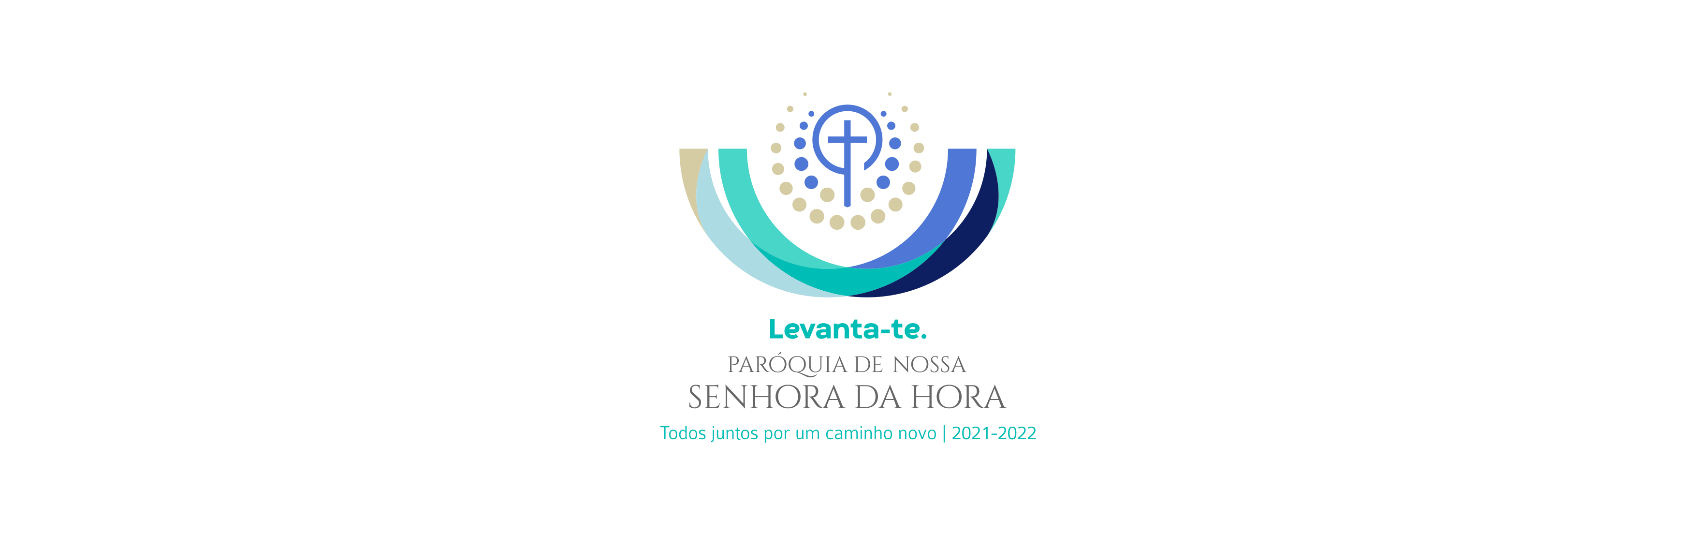 Levanta-te.
PARÓQUIA DE NOSSA
SENHORA DA HORA
Todos juntos por um caminho novo | 2021-2022